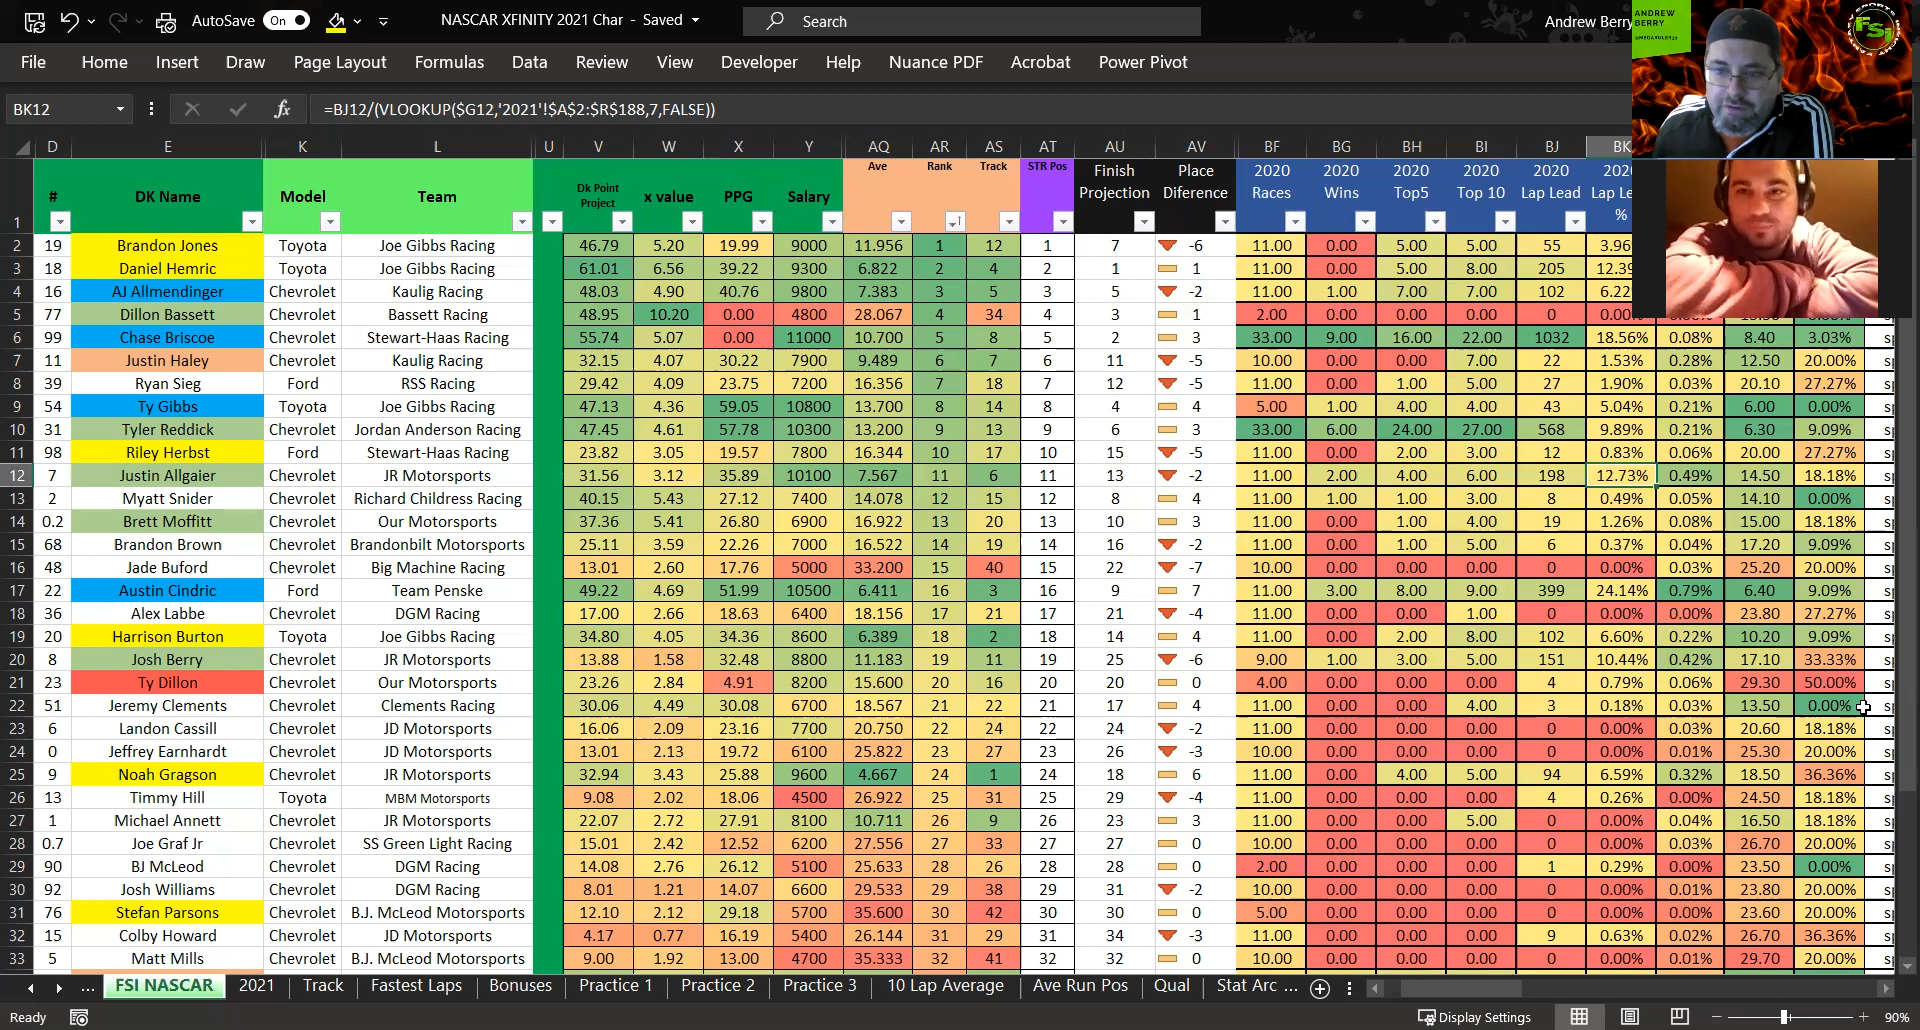 AutoSave On NASCAR XFINITY 2021 Char - Saved Search Andrew Berry
ANDREW BERRY
FSi
File Home Insert Draw Page Layout Formulas Data Review View Developer Help Nuance PDF Acrobat Power Pivot
BK12 fx =BJ12/(VLOOKUP($G12,'2021'!$A$2:$R$188,7,FALSE))
D E K L U V W X Y AQ AR AS AT AU AV BF BG BH BI BJ BK
1 # DK Name Model Team Dk Point Project x value PPG Salary Ave Rank Track STR Pos Finish Projection Place Diference 2020 Races 2020 Wins 2020 Top5 2020 Top 10 2020 Lap Lead %
2 19 Brandon Jones Toyota Joe Gibbs Racing 46.79 5.20 19.99 9000 11.956 1 12 1 7 -6 11.00 0.00 5.00 5.00 55 3.96
3 18 Daniel Hemric Toyota Joe Gibbs Racing 61.01 6.56 39.22 9300 6.822 2 4 2 1 1 11.00 0.00 5.00 8.00 205 12.39
4 16 AJ Allmendinger Chevrolet Kaulig Racing 48.03 4.90 40.76 9800 7.383 3 5 3 5 -2 11.00 1.00 7.00 7.00 102 6.22
5 77 Dillon Bassett Chevrolet Bassett Racing 48.95 10.20 0.00 4800 28.067 4 34 4 3 1 2.00 0.00 0.00 0.00 0 0.00
6 99 Chase Briscoe Chevrolet Stewart-Haas Racing 55.74 5.07 0.00 11000 10.700 5 8 5 2 3 33.00 9.00 16.00 22.00 1032 18.56% 0.08% 8.40 3.03%
7 11 Justin Haley Chevrolet Kaulig Racing 32.15 4.07 30.22 7900 9.489 6 7 6 11 -5 10.00 0.00 0.00 7.00 22 1.53% 0.28% 12.50 20.00%
8 39 Ryan Sieg Ford RSS Racing 29.42 4.09 23.75 7200 16.356 7 18 7 12 -5 11.00 0.00 1.00 5.00 27 1.90% 0.03% 20.10 27.27%
9 54 Ty Gibbs Toyota Joe Gibbs Racing 47.13 4.36 59.05 10800 13.700 8 14 8 4 4 5.00 1.00 4.00 4.00 43 5.04% 0.21% 6.00 0.00%
10 31 Tyler Reddick Chevrolet Jordan Anderson Racing 47.45 4.61 57.78 10300 13.200 9 13 9 6 3 33.00 6.00 24.00 27.00 568 9.89% 0.21% 6.30 9.09%
11 98 Riley Herbst Ford Stewart-Haas Racing 23.82 3.05 19.57 7800 16.344 10 17 10 15 -5 11.00 0.00 2.00 3.00 12 0.83% 0.06% 20.00 27.27%
12 7 Justin Allgaier Chevrolet JR Motorsports 31.56 3.12 35.89 10100 7.567 11 6 11 13 -2 11.00 2.00 4.00 6.00 198 12.73% 0.49% 14.50 18.18%
13 2 Myatt Snider Chevrolet Richard Childress Racing 40.15 5.43 27.12 7400 14.078 12 15 12 8 4 11.00 1.00 1.00 3.00 8 0.49% 0.05% 14.10 0.00%
14 0.2 Brett Moffitt Chevrolet Our Motorsports 37.36 5.41 26.80 6900 16.922 13 20 13 10 3 11.00 0.00 1.00 4.00 19 1.26% 0.08% 15.00 18.18%
15 68 Brandon Brown Chevrolet Brandonbilt Motorsports 25.11 3.59 22.26 7000 16.522 14 19 14 16 -2 11.00 0.00 1.00 5.00 6 0.37% 0.04% 17.20 9.09%
16 48 Jade Buford Chevrolet Big Machine Racing 13.01 2.60 17.76 5000 33.200 15 40 15 22 -7 10.00 0.00 0.00 0.00 0 0.00% 0.03% 25.20 20.00%
17 22 Austin Cindric Ford Team Penske 49.22 4.69 51.99 10500 6.411 16 3 16 9 7 11.00 3.00 8.00 9.00 399 24.14% 0.79% 6.40 9.09%
18 36 Alex Labbe Chevrolet DGM Racing 17.00 2.66 18.63 6400 18.156 17 21 17 21 -4 11.00 0.00 0.00 1.00 0 0.00% 0.00% 23.80 27.27%
19 20 Harrison Burton Toyota Joe Gibbs Racing 34.80 4.05 34.36 8600 6.389 18 2 18 14 4 11.00 0.00 2.00 8.00 102 6.60% 0.22% 10.20 9.09%
20 8 Josh Berry Chevrolet JR Motorsports 13.88 1.58 32.48 8800 11.183 19 11 19 25 -6 9.00 1.00 3.00 5.00 151 10.44% 0.42% 17.10 33.33%
21 23 Ty Dillon Chevrolet Our Motorsports 23.26 2.84 4.91 8200 15.600 20 16 20 20 0 4.00 0.00 0.00 0.00 4 0.79% 0.06% 29.30 50.00%
22 51 Jeremy Clements Chevrolet Clements Racing 30.06 4.49 30.08 6700 18.567 21 22 21 17 4 11.00 0.00 0.00 4.00 3 0.18% 0.03% 13.50 0.00%
23 6 Landon Cassill Chevrolet JD Motorsports 16.06 2.09 23.16 7700 20.750 22 24 22 24 -2 11.00 0.00 0.00 0.00 0 0.00% 0.03% 20.60 18.18%
24 0 Jeffrey Earnhardt Chevrolet JD Motorsports 13.01 2.13 19.72 6100 25.822 23 27 23 26 -3 10.00 0.00 0.00 0.00 0 0.00% 0.01% 25.30 20.00%
25 9 Noah Gragson Chevrolet JR Motorsports 32.94 3.43 25.88 9600 4.667 24 1 24 18 6 11.00 0.00 4.00 5.00 94 6.59% 0.32% 18.50 36.36%
26 13 Timmy Hill Toyota MBM Motorsports 9.08 2.02 18.06 4500 26.922 25 31 25 29 -4 11.00 0.00 0.00 0.00 4 0.26% 0.00% 24.50 18.18%
27 1 Michael Annett Chevrolet JR Motorsports 22.07 2.72 27.91 8100 10.711 26 9 26 23 3 11.00 0.00 0.00 5.00 0 0.00% 0.04% 16.50 18.18%
28 0.7 Joe Graf Jr Chevrolet SS Green Light Racing 15.01 2.42 12.52 6200 27.556 27 33 27 27 0 10.00 0.00 0.00 0.00 0 0.00% 0.03% 26.70 20.00%
29 90 BJ McLeod Chevrolet DGM Racing 14.08 2.76 26.12 5100 25.633 28 26 28 28 0 2.00 0.00 0.00 0.00 1 0.29% 0.00% 23.50 0.00%
30 92 Josh Williams Chevrolet DGM Racing 8.01 1.21 14.07 6600 29.533 29 38 29 31 -2 10.00 0.00 0.00 0.00 0 0.00% 0.01% 23.80 20.00%
31 76 Stefan Parsons Chevrolet B.J. McLeod Motorsports 12.10 2.12 29.18 5700 35.600 30 42 30 30 0 5.00 0.00 0.00 0.00 0 0.00% 0.00% 23.60 20.00%
32 15 Colby Howard Chevrolet JD Motorsports 4.17 0.77 16.19 5400 26.144 31 29 31 34 -3 11.00 0.00 0.00 0.00 9 0.63% 0.02% 26.70 36.36%
33 5 Matt Mills Chevrolet B.J. McLeod Motorsports 9.00 1.92 13.00 4700 35.333 32 41 32 32 0 10.00 0.00 0.00 0.00 0 0.00% 0.00% 29.70 20.00%
... FSI NASCAR 2021 Track Fastest Laps Bonuses Practice 1 Practice 2 Practice 3 10 Lap Average Ave Run Pos Qual Stat Arc ...
Ready Display Settings 90%